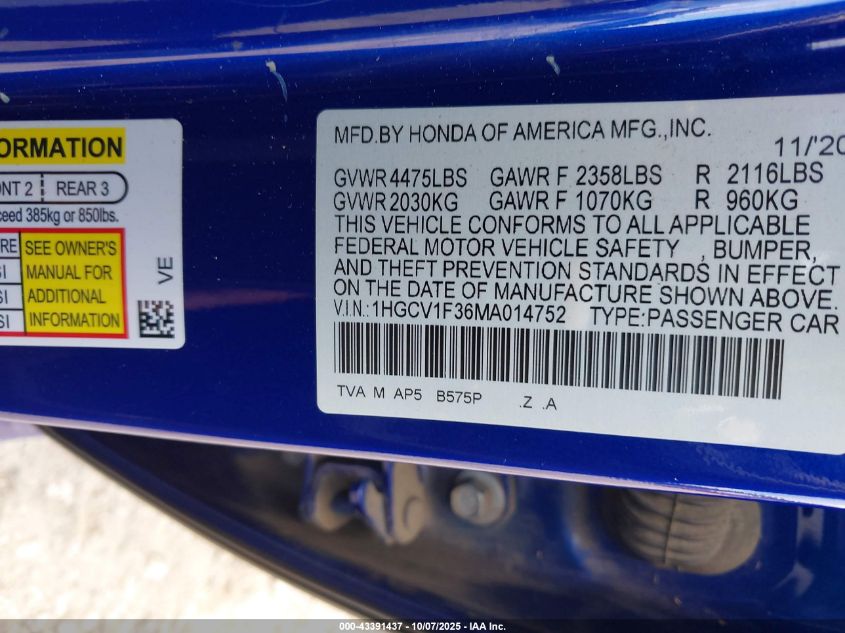 ORMATION
ONT 2 REAR 3
ceed 385kg or 850lbs.
RE SEE OWNER'S
SI MANUAL FOR
SI ADDITIONAL
SI INFORMATION
VE
MFD.BY HONDA OF AMERICA MFG.,INC.
11/'20
GVWR 4475LBS GAWR F 2358LBS R 2116LBS
GVWR 2030KG GAWR F 1070KG R 960KG
THIS VEHICLE CONFORMS TO ALL APPLICABLE
FEDERAL MOTOR VEHICLE SAFETY , BUMPER,
AND THEFT PREVENTION STANDARDS IN EFFECT
ON THE DATE OF MANUFACTURE SHOWN ABOVE.
V.I.N.:1HGCV1F36MA014752 TYPE:PASSENGER CAR
TVA M AP5 B575P .Z .A
000-43391437 - 10/07/2025 - IAA Inc.